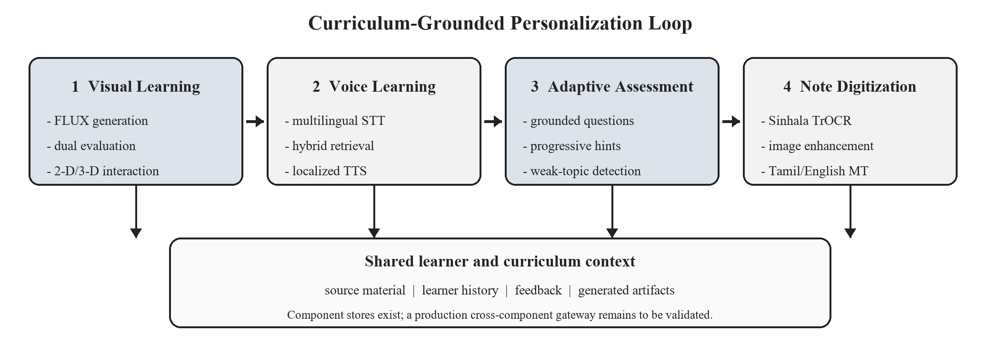 Curriculum-Grounded Personalization Loop
1 Visual Learning
- FLUX generation
- dual evaluation
- 2-D/3-D interaction
2 Voice Learning
- multilingual STT
- hybrid retrieval
- localized TTS
3 Adaptive Assessment
- grounded questions
- progressive hints
- weak-topic detection
4 Note Digitization
- Sinhala TrOCR
- image enhancement
- Tamil/English MT
Shared learner and curriculum context
source material | learner history | feedback | generated artifacts
Component stores exist; a production cross-component gateway remains to be validated.